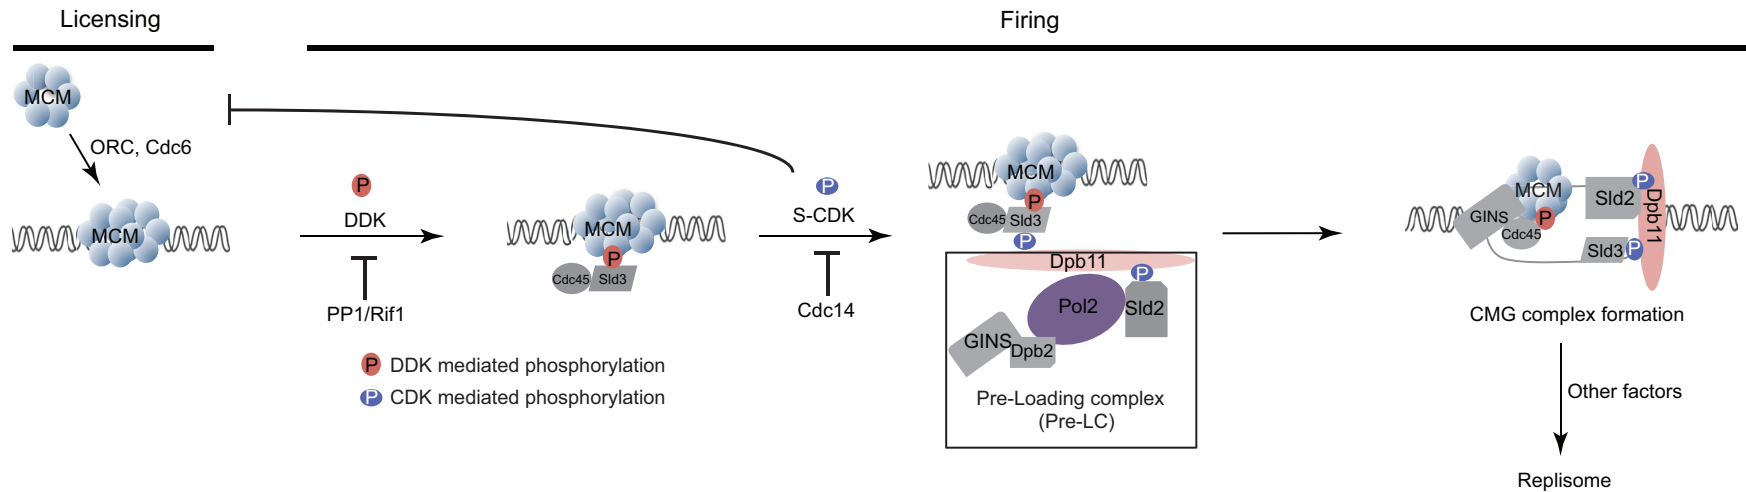 Licensing
Firing
MCM
ORC, Cdc6
MCM
P
DDK
PP1/Rif1
MCM
P
Cdc45
Sld3
P
S-CDK
Cdc14
P DDK mediated phosphorylation
P CDK mediated phosphorylation
MCM
P
Cdc45
Sld3
P
Dpb11
P
Pol2
Sld2
GINS
Dpb2
Pre-Loading complex
(Pre-LC)
MCM
P
Sld2
P
GINS
Cdc45
Sld3
P
Dpb11
CMG complex formation
Other factors
Replisome